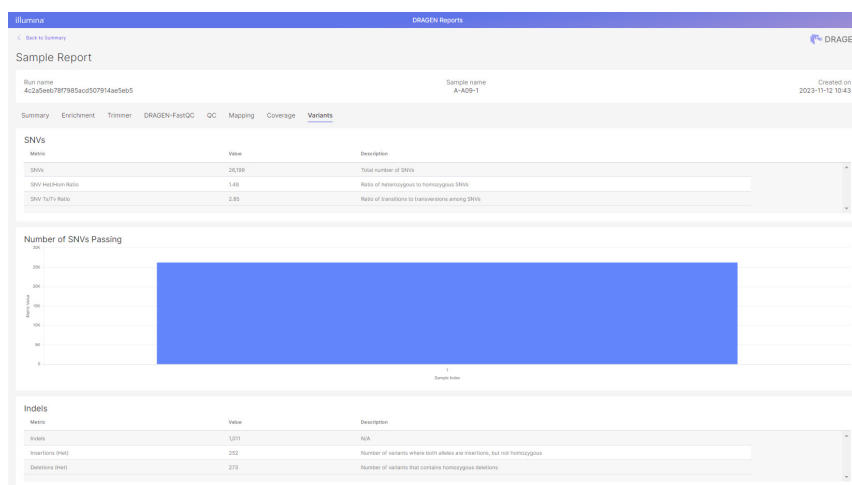 illumina
DRAGEN Reports
Back to Summary
DRAGE
Sample Report
Run name
4c2a5eeb78f7985acd507914ae5eb5
Sample name
A-A09-1
Created on
2023-11-12 10:43
Summary Enrichment Trimmer DRAGEN-FastQC QC Mapping Coverage Variants
SNVs
Metric Value Description
SNVs 26,199 Total number of SNVs
SNV Het/Hom Ratio 1.48 Ratio of heterozygous to homozygous SNVs
SNV Ts/Tv Ratio 2.85 Ratio of transitions to transversions among SNVs
Number of SNVs Passing
30K
25K
20K
15K
10K
5K
0
Metric Value
1
Sample Index
Indels
Metric Value Description
Indels 1,011 N/A
Insertions (Het) 252 Number of variants where both alleles are insertions, but not homozygous
Deletions (Het) 273 Number of variants that contains homozygous deletions